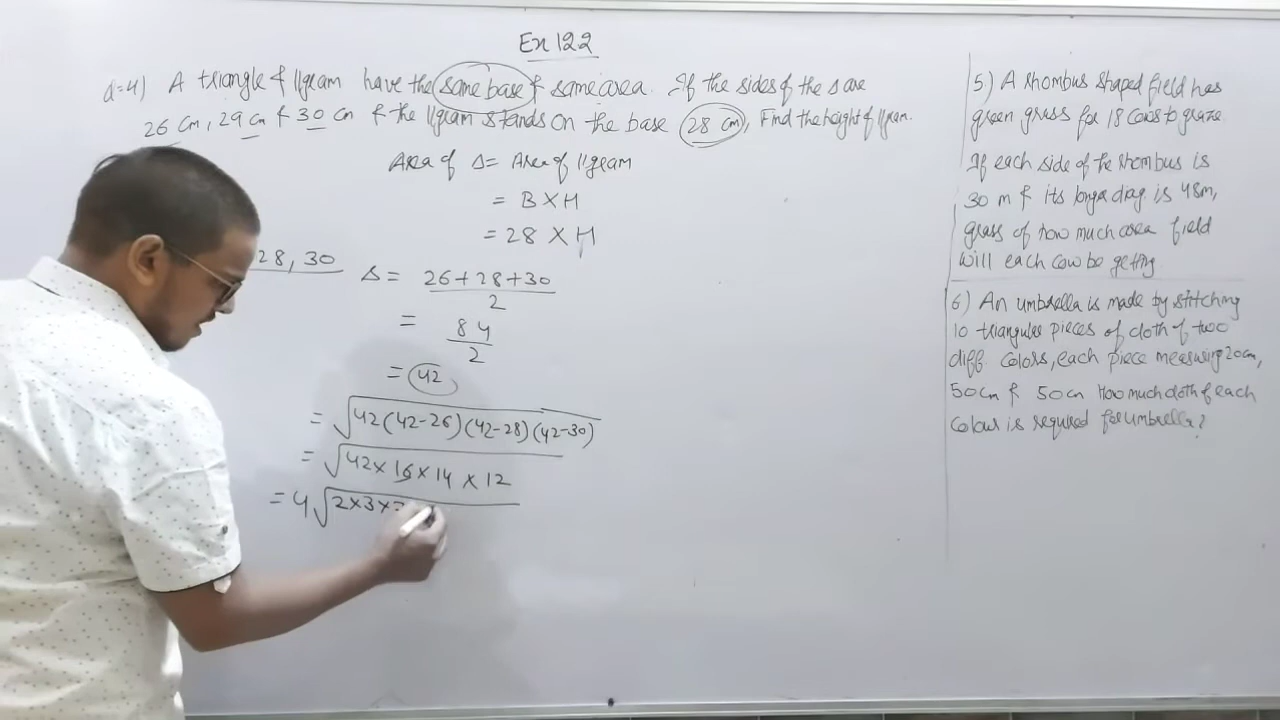 Ex 12.2
Q=4) A triangle & ||gram have the same base & same area. If the sides of the Δ are
26 cm, 29 cm & 30 cm & the ||gram stands on the base 28 cm, Find the height of ||gram.
Area of Δ = Area of ||gram
= B×H
= 28 × H
28, 30
s = 26+28+30 / 2
= 84 / 2
= 42
= √42(42-26)(42-28)(42-30)
= √42×16×14×12
= 4√2×3×
5) A rhombus shaped field has
green grass for 18 cows to graze.
If each side of the rhombus is
30 m & its longer diag is 48m,
grass of how much area field
will each cow be getting
6) An umbrella is made by stitching
10 triangular pieces of cloth of two
diff. colors, each piece measuring 20cm,
50cm & 50cm How much cloth of each
colour is required for umbrella?